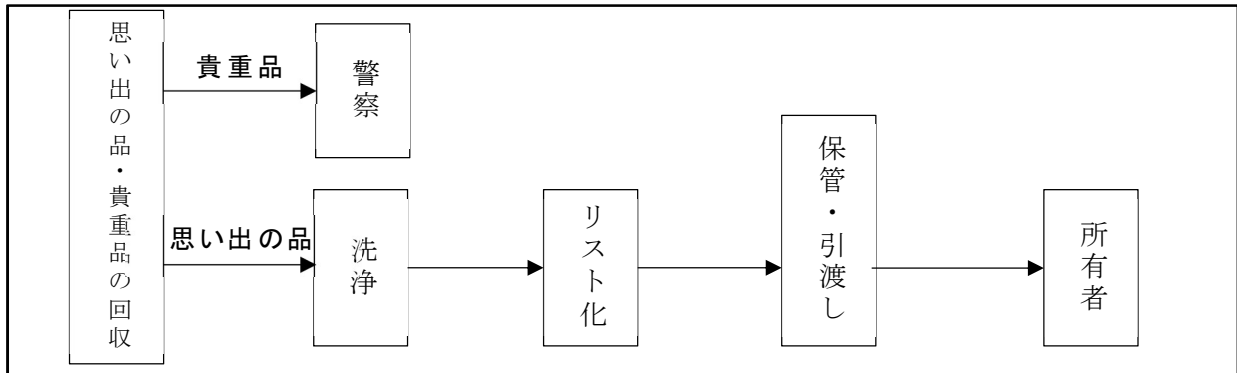 思い出の品・貴重品の回収
貴重品
警察
思い出の品
洗浄
リスト化
保管・引渡し
所有者